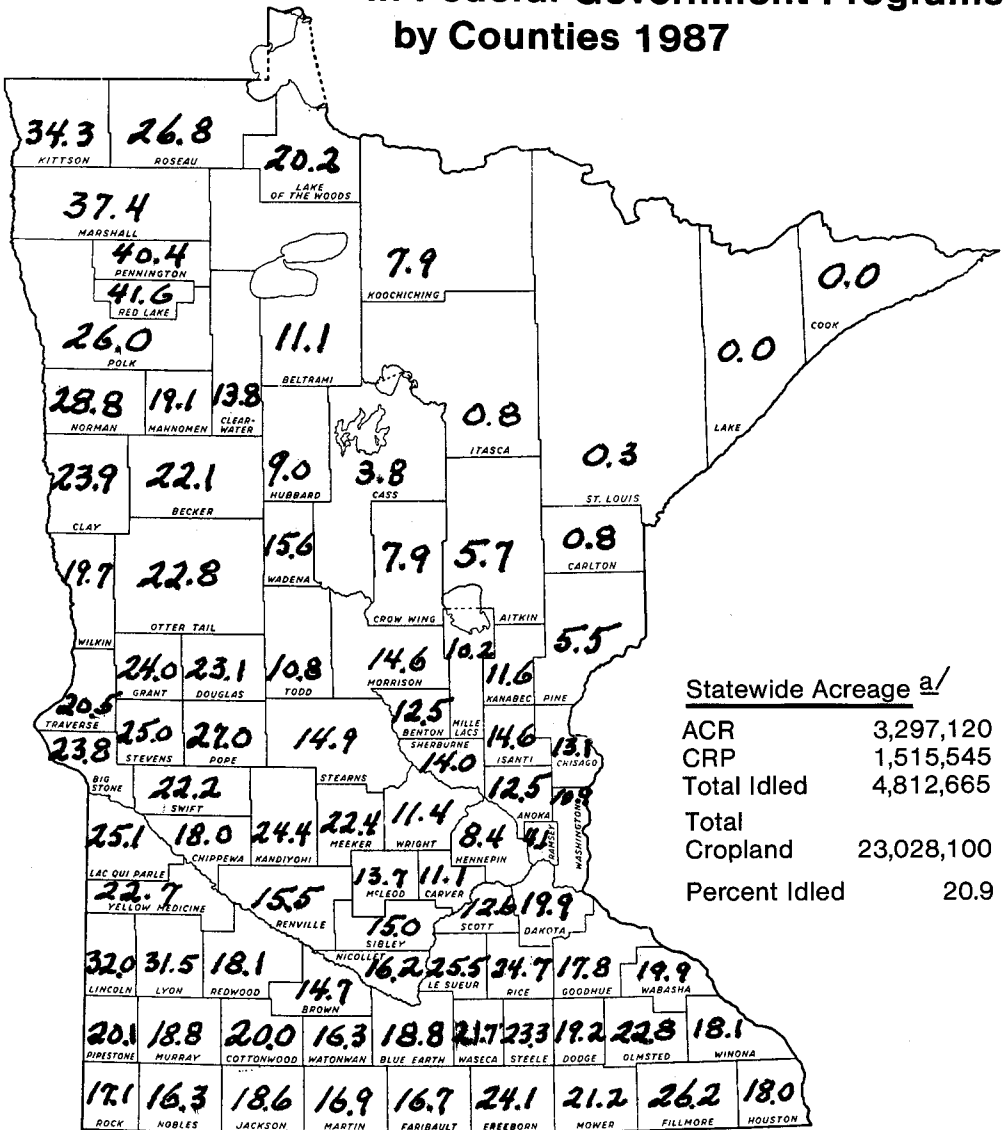 in Federal Government Programs
by Counties 1987
34.3
KITTSON
26.8
ROSEAU
20.2
LAKE
OF THE WOODS
37.4
MARSHALL
40.4
PENNINGTON
41.6
RED LAKE
26.0
POLK
11.1
BELTRAMI
7.9
KOOCHICHING
0.0
COOK
0.0
LAKE
28.8
NORMAN
19.1
MAHNOMEN
13.8
CLEAR-
WATER
9.0
HUBBARD
3.8
CASS
0.8
ITASCA
0.3
ST. LOUIS
23.9
CLAY
22.1
BECKER
19.7
WILKIN
22.8
OTTER TAIL
15.6
WADENA
7.9
CROW WING
5.7
AITKIN
0.8
CARLTON
5.5
PINE
24.0
GRANT
23.1
DOUGLAS
10.8
TODD
14.6
MORRISON
10.2
MILLE
LACS
11.6
KANABEC
20.5
TRAVERSE
23.8
BIG
STONE
25.0
STEVENS
27.0
POPE
14.9
STEARNS
12.5
BENTON
SHERBURNE
14.0
14.6
ISANTI
13.1
CHISAGO
22.2
SWIFT
12.5
ANOKA
WASHINGTON
25.1
LAC QUI PARLE
18.0
CHIPPEWA
24.4
KANDIYOHI
22.4
MEEKER
11.4
WRIGHT
8.4
HENNEPIN
4.1
RAMSEY
22.7
YELLOW MEDICINE
15.5
RENVILLE
13.7
McLEOD
11.1
CARVER
12.6
SCOTT
19.9
DAKOTA
15.0
SIBLEY
32.0
LINCOLN
31.5
LYON
18.1
REDWOOD
14.7
BROWN
NICOLLET
16.2
25.5
LE SUEUR
24.7
RICE
17.8
GOODHUE
19.9
WABASHA
20.1
PIPESTONE
18.8
MURRAY
20.0
COTTONWOOD
16.3
WATONWAN
18.8
BLUE EARTH
21.7
WASECA
23.3
STEELE
19.2
DODGE
22.8
OLMSTED
18.1
WINONA
17.1
ROCK
16.3
NOBLES
18.6
JACKSON
16.9
MARTIN
16.7
FARIBAULT
24.1
FREEBORN
21.2
MOWER
26.2
FILLMORE
18.0
HOUSTON
Statewide Acreage a/
ACR 3,297,120
CRP 1,515,545
Total Idled 4,812,665
Total
Cropland 23,028,100
Percent Idled 20.9